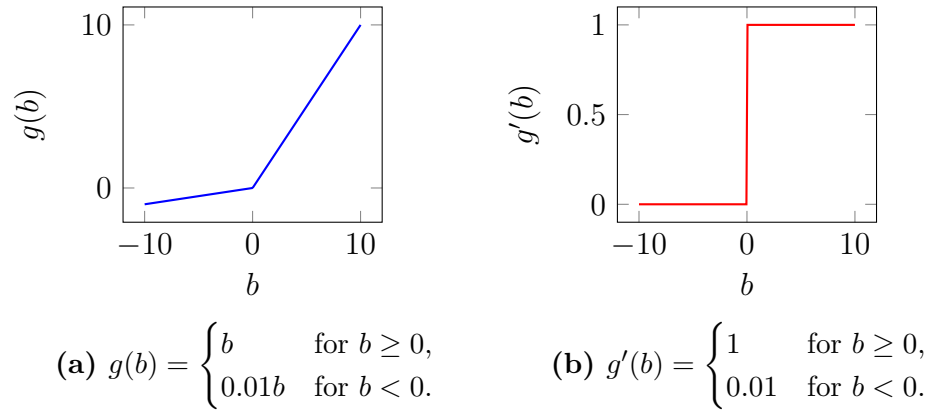 10
0
g(b)
−10 0 10
b
1
0.5
0
g′(b)
−10 0 10
b
(a) g(b) = { b for b ≥ 0,
0.01b for b < 0.
(b) g′(b) = { 1 for b ≥ 0,
0.01 for b < 0.